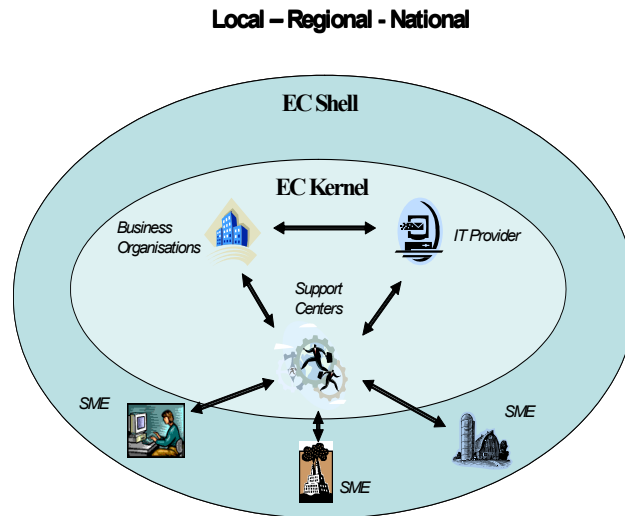 Local – Regional - National
EC Shell
EC Kernel
Business
Organisations
IT Provider
Support
Centers
SME
SME
SME